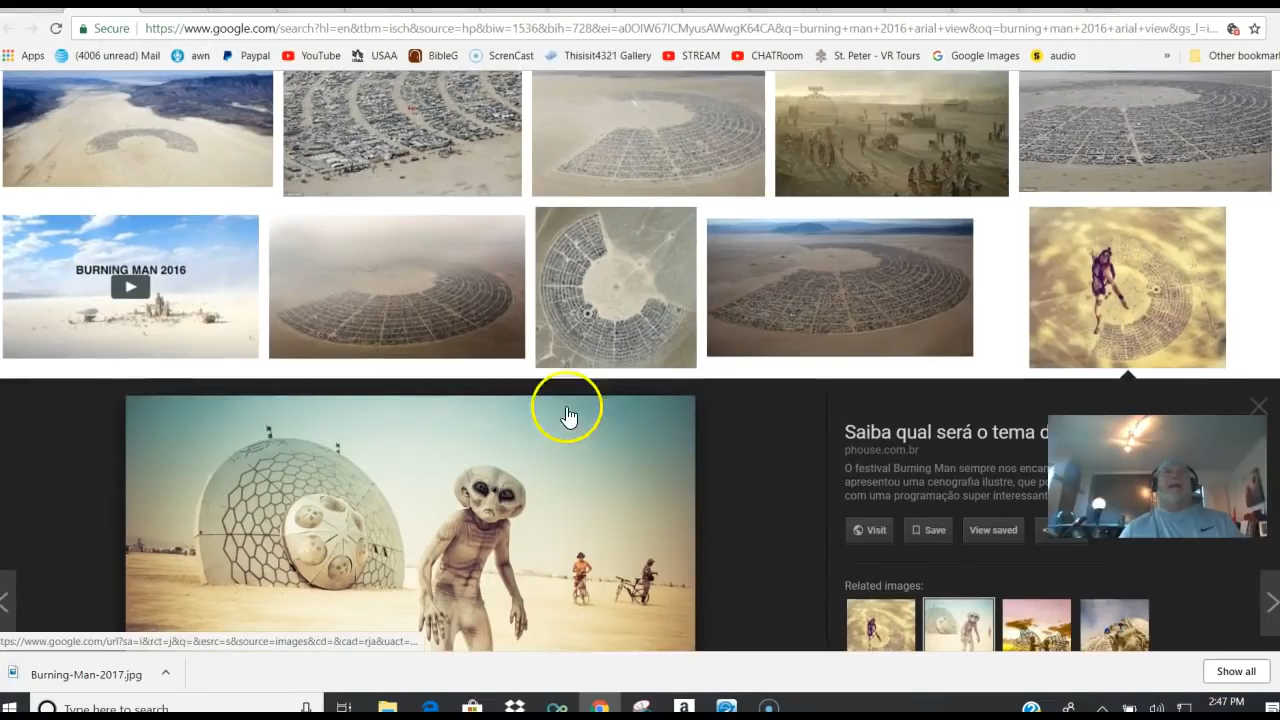 Secure
https://www.google.com/search?hl=en&tbm=isch&source=hp&biw=1536&bih=728&ei=a0OIW67ICMyusAWwgK64CA&q=burning+man+2016+arial+view&oq=burning+man+2016+arial+view&gs_l=i...
Apps (4006 unread) Mail awn Paypal YouTube USAA BibleG ScrenCast Thisisit4321 Gallery STREAM CHATRoom St. Peter - VR Tours Google Images audio » Other bookmar
BURNING MAN 2016
Saiba qual será o tema d
phouse.com.br
O festival Burning Man sempre nos encan
apresentou uma cenografia ilustre, que po
com uma programação super interessant
Visit Save View saved
Related images:
tps://www.google.com/url?sa=i&rct=j&q=&esrc=s&source=images&cd=&cad=rja&uact=...
Burning-Man-2017.jpg
Show all
Type here to search
2:47 PM